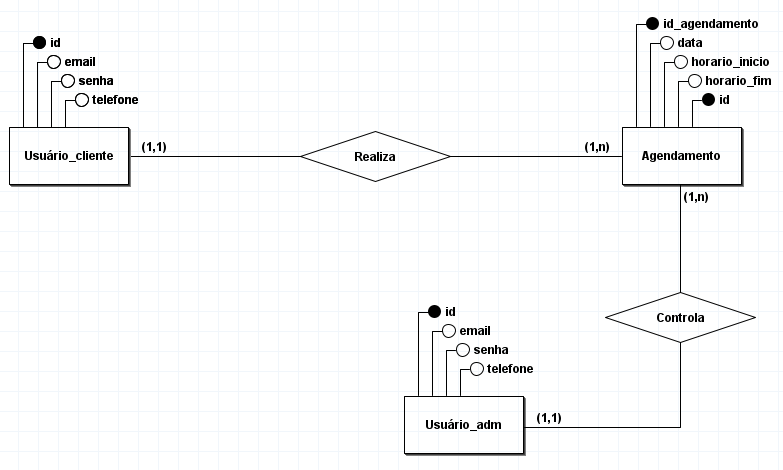 id
email
senha
telefone
Usuário_cliente
(1,1)
Realiza
(1,n)
id_agendamento
data
horario_inicio
horario_fim
id
Agendamento
(1,n)
Controla
id
email
senha
telefone
Usuário_adm
(1,1)